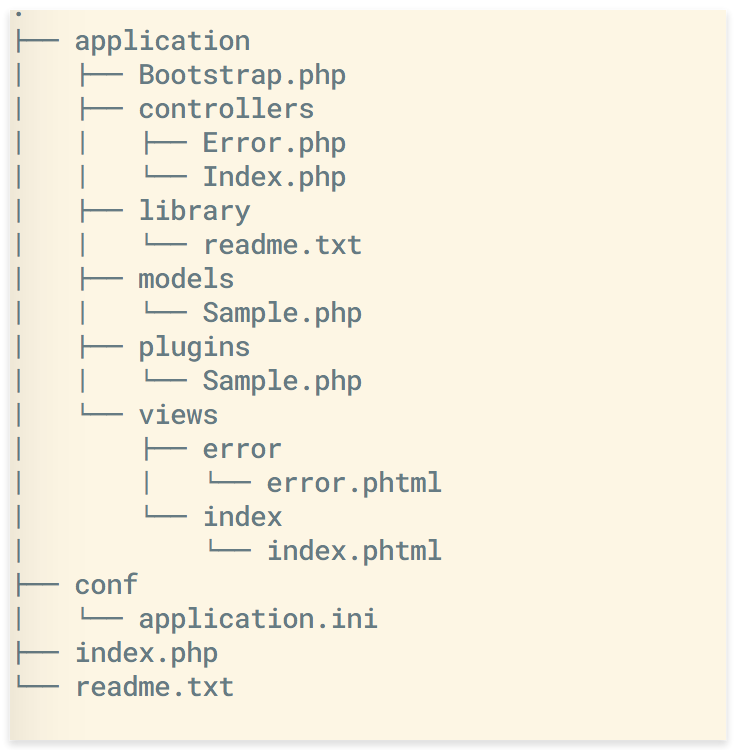 .
├── application
│   ├── Bootstrap.php
│   ├── controllers
│   │   ├── Error.php
│   │   └── Index.php
│   ├── library
│   │   └── readme.txt
│   ├── models
│   │   └── Sample.php
│   ├── plugins
│   │   └── Sample.php
│   └── views
│       ├── error
│       │   └── error.phtml
│       └── index
│           └── index.phtml
├── conf
│   └── application.ini
├── index.php
└── readme.txt